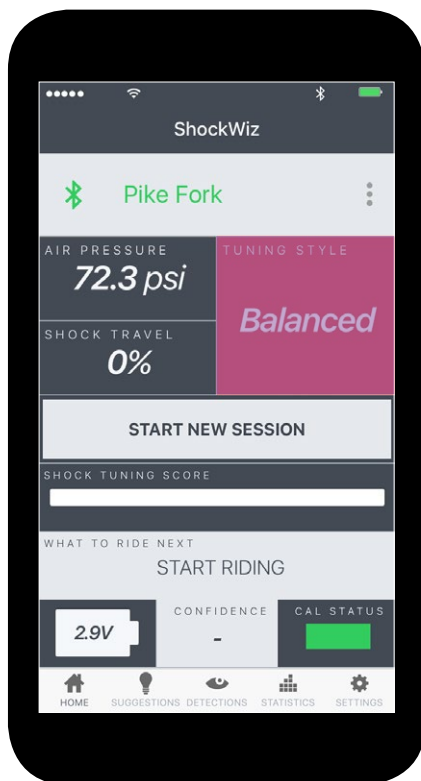 ShockWiz
Pike Fork
AIR PRESSURE
72.3 psi
TUNING STYLE
Balanced
SHOCK TRAVEL
0%
START NEW SESSION
SHOCK TUNING SCORE
WHAT TO RIDE NEXT
START RIDING
2.9V
CONFIDENCE
-
CAL STATUS
HOME SUGGESTIONS DETECTIONS STATISTICS SETTINGS